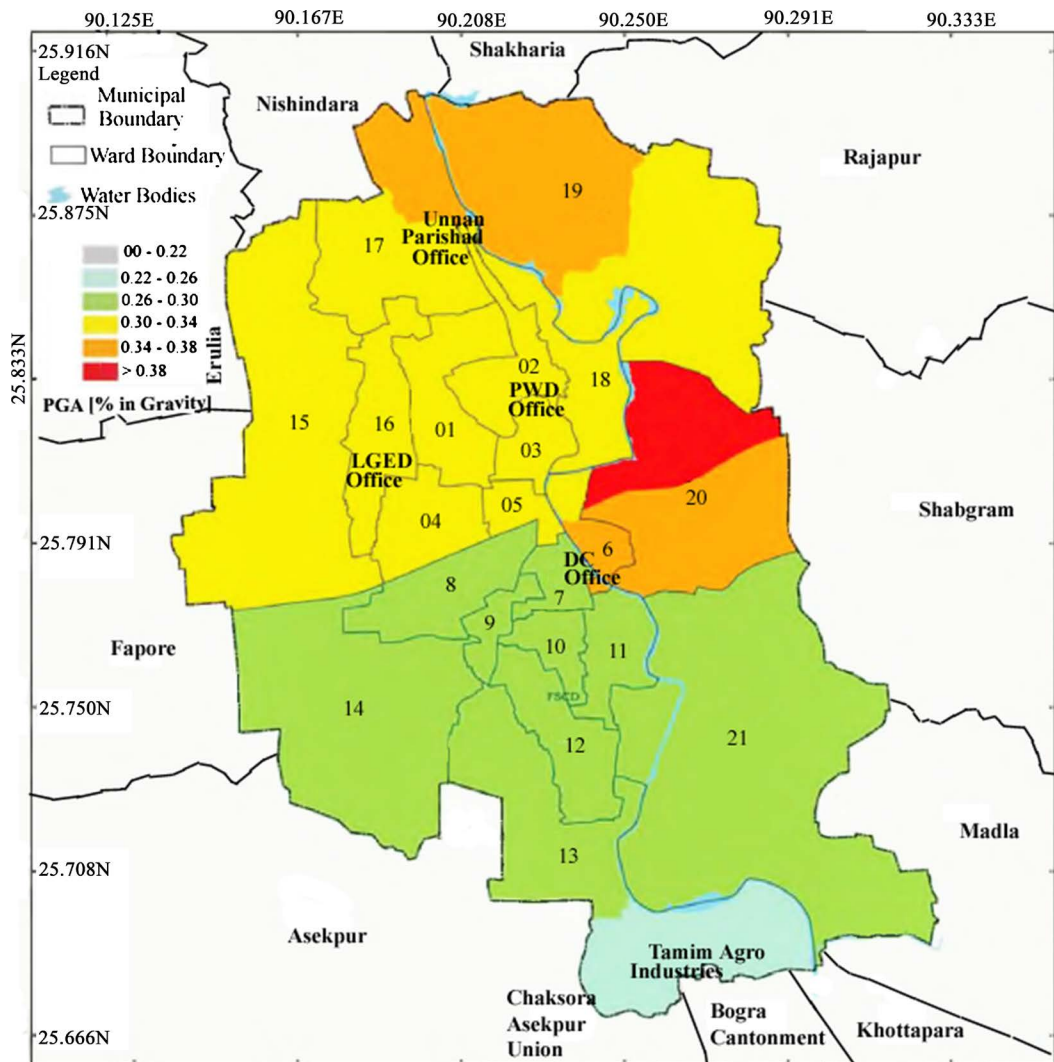 90.125E 90.167E 90.208E 90.250E 90.291E 90.333E
25.916N
Legend
Municipal
Boundary
Ward Boundary
Water Bodies
25.875N
00 - 0.22
0.22 - 0.26
0.26 - 0.30
0.30 - 0.34
0.34 - 0.38
> 0.38
PGA [% in Gravity]
25.833N
25.791N
25.750N
25.708N
25.666N
Shakharia
Nishindara
Rajapur
Erulia
Shabgram
Fapore
Madla
Asekpur
Chaksora
Asekpur
Union
Bogra
Cantonment
Khottapara
19
17
Unnan
Parishad
Office
02
18
PWD
Office
15
16
01
03
LGED
Office
20
05
04
6
DC
Office
8
7
9
10
11
FSCD
14
12
21
13
Tamim Agro
Industries